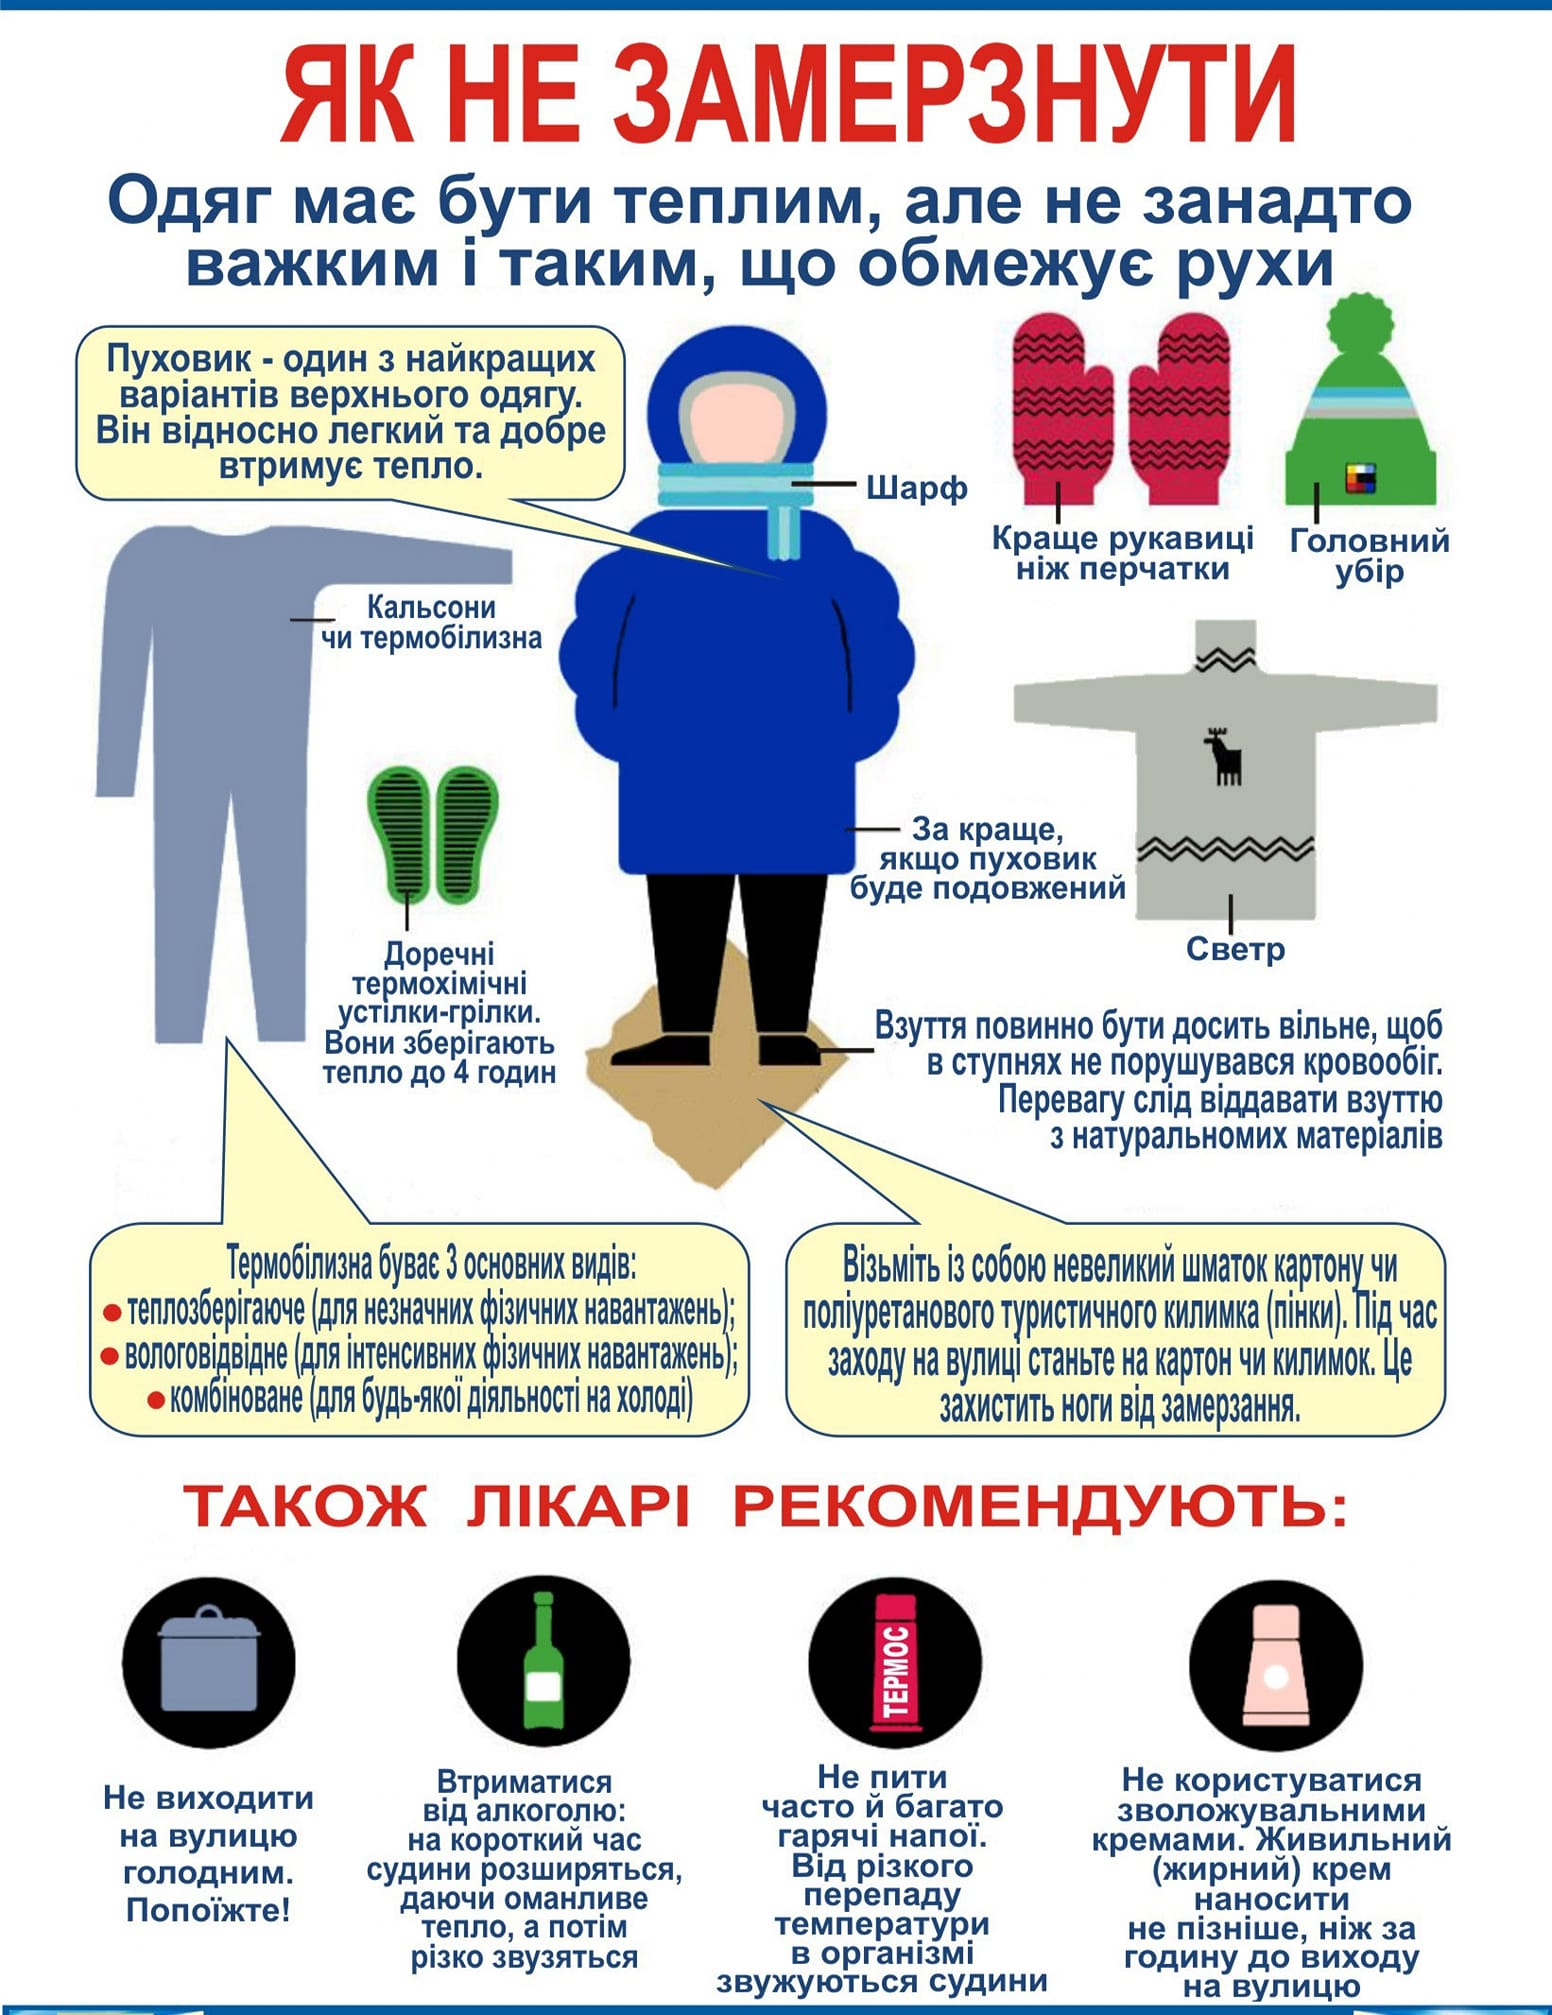 ЯК НЕ ЗАМЕРЗНУТИ
Одяг має бути теплим, але не занадто
важким і таким, що обмежує рухи
Пуховик - один з найкращих
варіантів верхнього одягу.
Він відносно легкий та добре
втримує тепло.
Шарф
Краще рукавиці
ніж перчатки
Головний
убір
Кальсони
чи термобілизна
За краще,
якщо пуховик
буде подовжений
Светр
Доречні
термохімічні
устілки-грілки.
Вони зберігають
тепло до 4 годин
Взуття повинно бути досить вільне, щоб
в ступнях не порушувався кровообіг.
Перевагу слід віддавати взуттю
з натуральномих матеріалів
Термобілизна буває 3 основних видів:
● теплозберігаюче (для незначних фізичних навантажень);
● вологовідвідне (для інтенсивних фізичних навантажень);
● комбіноване (для будь-якої діяльності на холоді)
Візьміть із собою невеликий шматок картону чи
поліуретанового туристичного килимка (пінки). Під час
заходу на вулиці станьте на картон чи килимок. Це
захистить ноги від замерзання.
ТАКОЖ ЛІКАРІ РЕКОМЕНДУЮТЬ:
Не виходити
на вулицю
голодним.
Попоїжте!
Втриматися
від алкоголю:
на короткий час
судини розширяться,
даючи оманливе
тепло, а потім
різко звузяться
ТЕРМОС
Не пити
часто й багато
гарячі напої.
Від різкого
перепаду
температури
в організмі
звужуються судини
Не користуватися
зволожувальними
кремами. Живильний
(жирний) крем
наносити
не пізніше, ніж за
годину до виходу
на вулицю